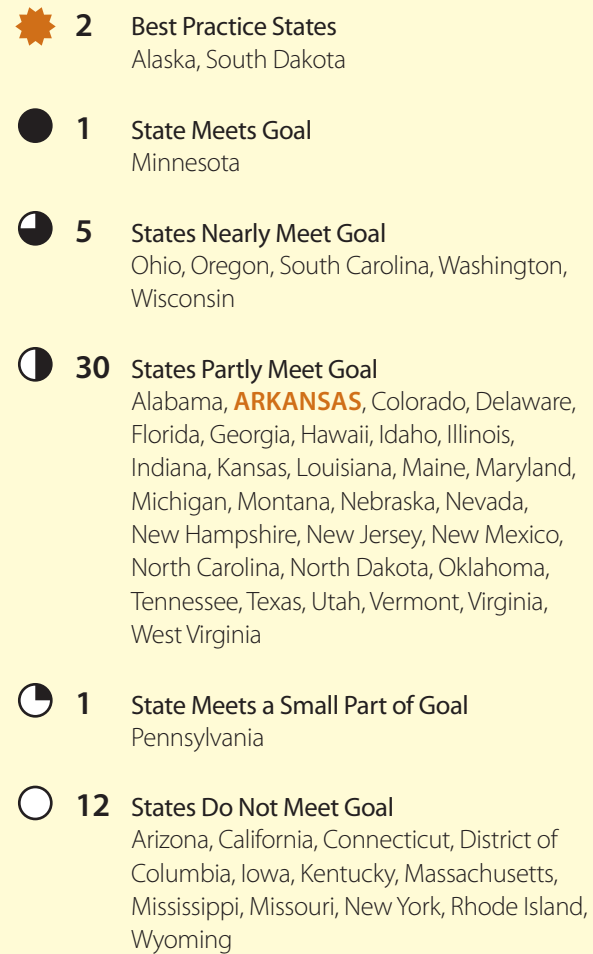 2 Best Practice States
Alaska, South Dakota
1 State Meets Goal
Minnesota
5 States Nearly Meet Goal
Ohio, Oregon, South Carolina, Washington,
Wisconsin
30 States Partly Meet Goal
Alabama, ARKANSAS, Colorado, Delaware,
Florida, Georgia, Hawaii, Idaho, Illinois,
Indiana, Kansas, Louisiana, Maine, Maryland,
Michigan, Montana, Nebraska, Nevada,
New Hampshire, New Jersey, New Mexico,
North Carolina, North Dakota, Oklahoma,
Tennessee, Texas, Utah, Vermont, Virginia,
West Virginia
1 State Meets a Small Part of Goal
Pennsylvania
12 States Do Not Meet Goal
Arizona, California, Connecticut, District of
Columbia, Iowa, Kentucky, Massachusetts,
Mississippi, Missouri, New York, Rhode Island,
Wyoming